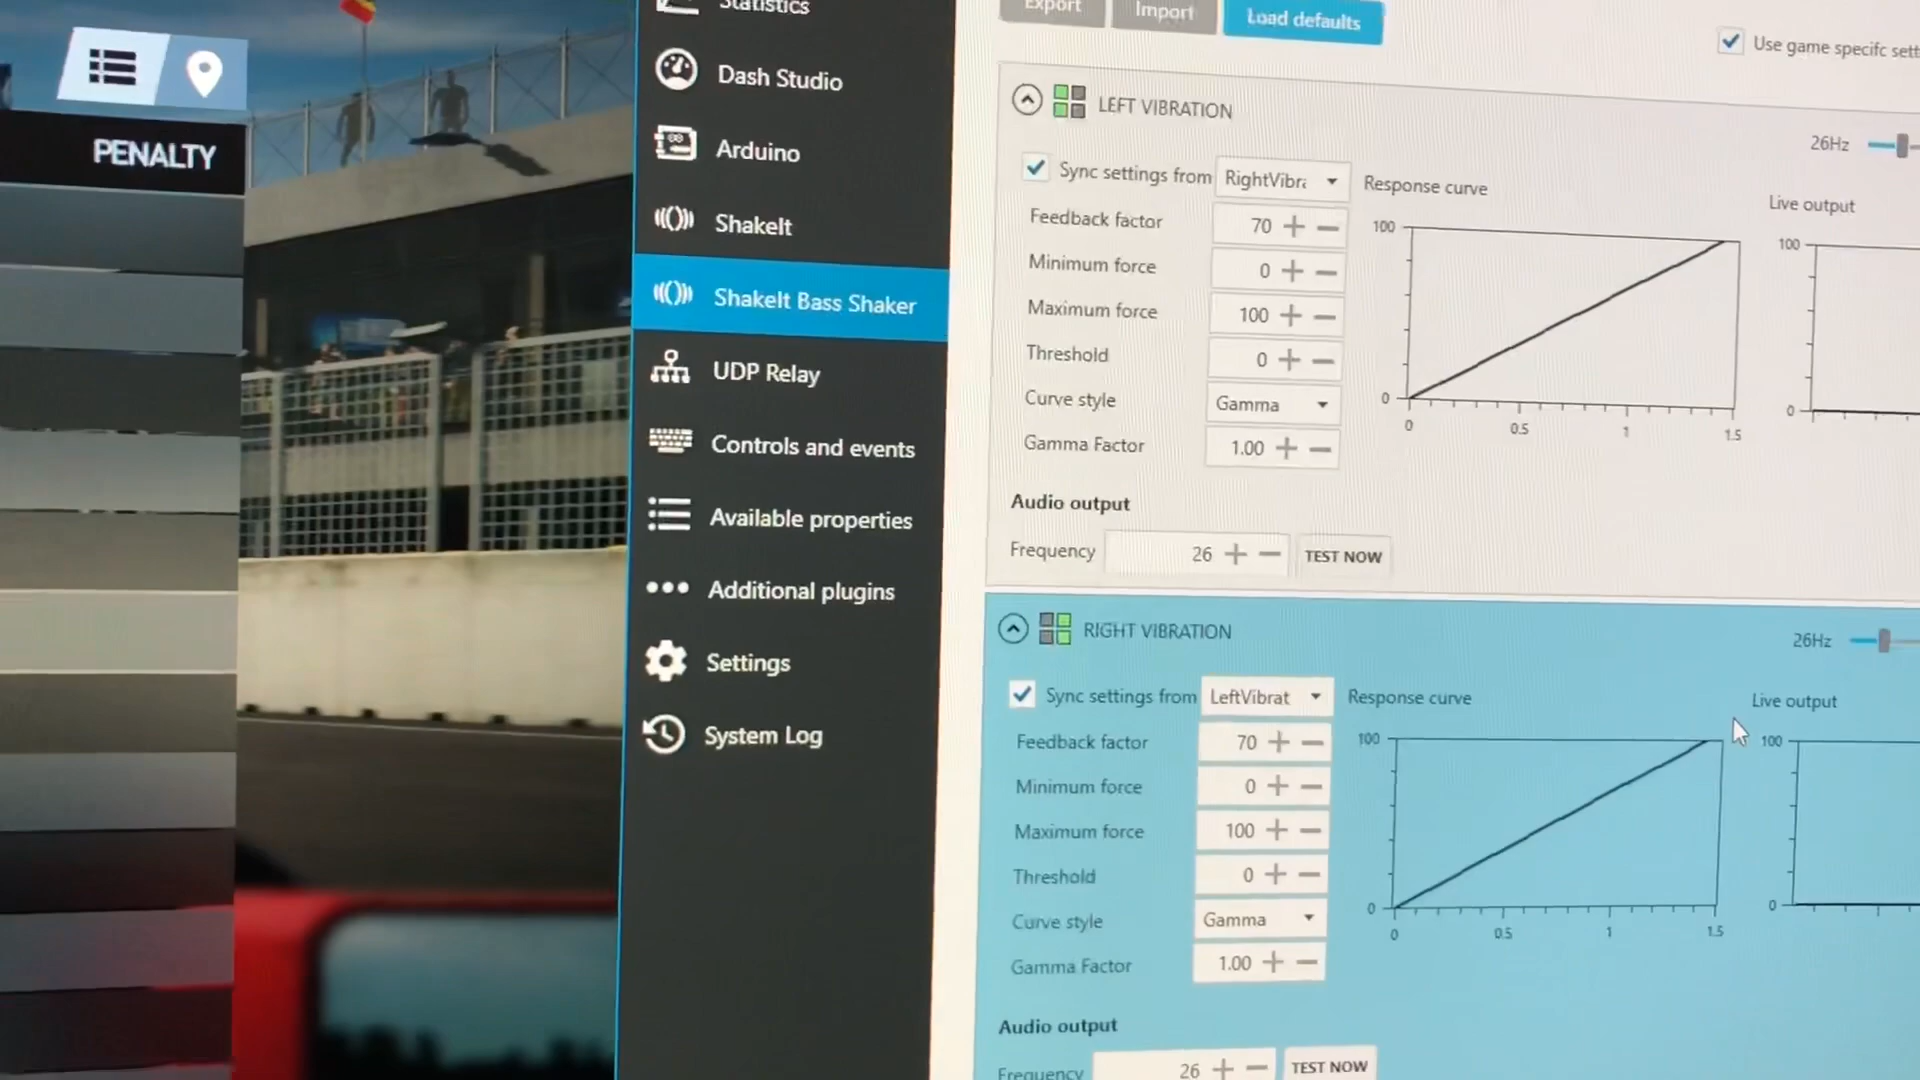 PENALTY
Statistics
Dash Studio
Arduino
ShakeIt
ShakeIt Bass Shaker
UDP Relay
Controls and events
Available properties
Additional plugins
Settings
System Log
Export Import Load defaults
Use game specifc sett
LEFT VIBRATION
26Hz
Sync settings from RightVibra
Response curve
Live output
Feedback factor 70
Minimum force 0
Maximum force 100
Threshold 0
Curve style Gamma
Gamma Factor 1.00
100
0
0 0.5 1 1.5
100
0
Audio output
Frequency 26 TEST NOW
RIGHT VIBRATION
26Hz
Sync settings from LeftVibrat
Response curve
Live output
Feedback factor 70
Minimum force 0
Maximum force 100
Threshold 0
Curve style Gamma
Gamma Factor 1.00
100
0
0 0.5 1 1.5
100
0
Audio output
Frequency 26 TEST NOW